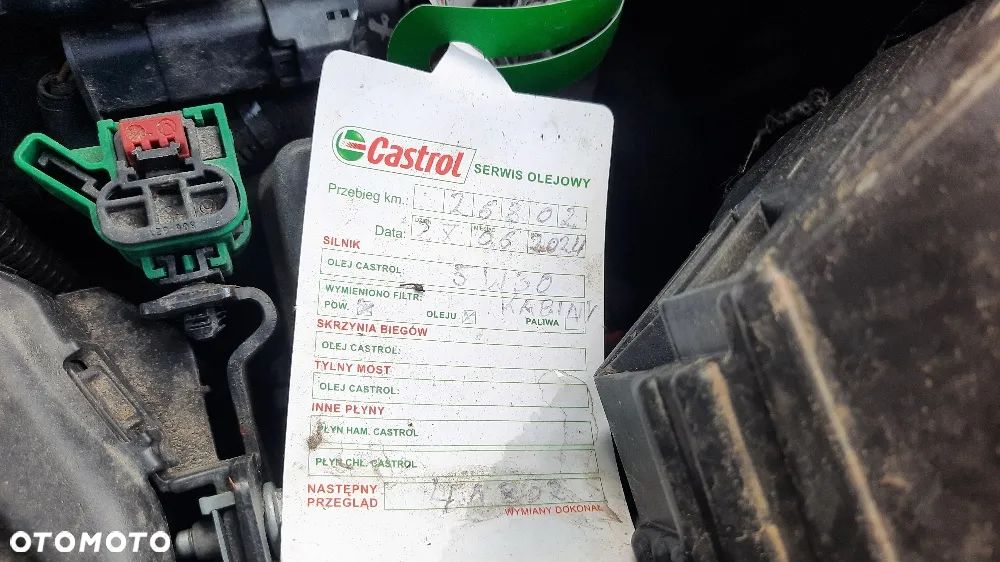 Castrol SERWIS OLEJOWY
Przebieg km.: 26802
Data: X 06 2024
SILNIK
OLEJ CASTROL: 5W30
WYMIENIONO FILTR: KABINY
POW. OLEJU PALIWA
SKRZYNIA BIEGÓW
OLEJ CASTROL:
TYLNY MOST
OLEJ CASTROL:
INNE PŁYNY
PŁYN HAM. CASTROL
PŁYN CHŁ. CASTROL
NASTĘPNY
PRZEGLĄD
WYMIANY DOKONAŁ
OTOMOTO